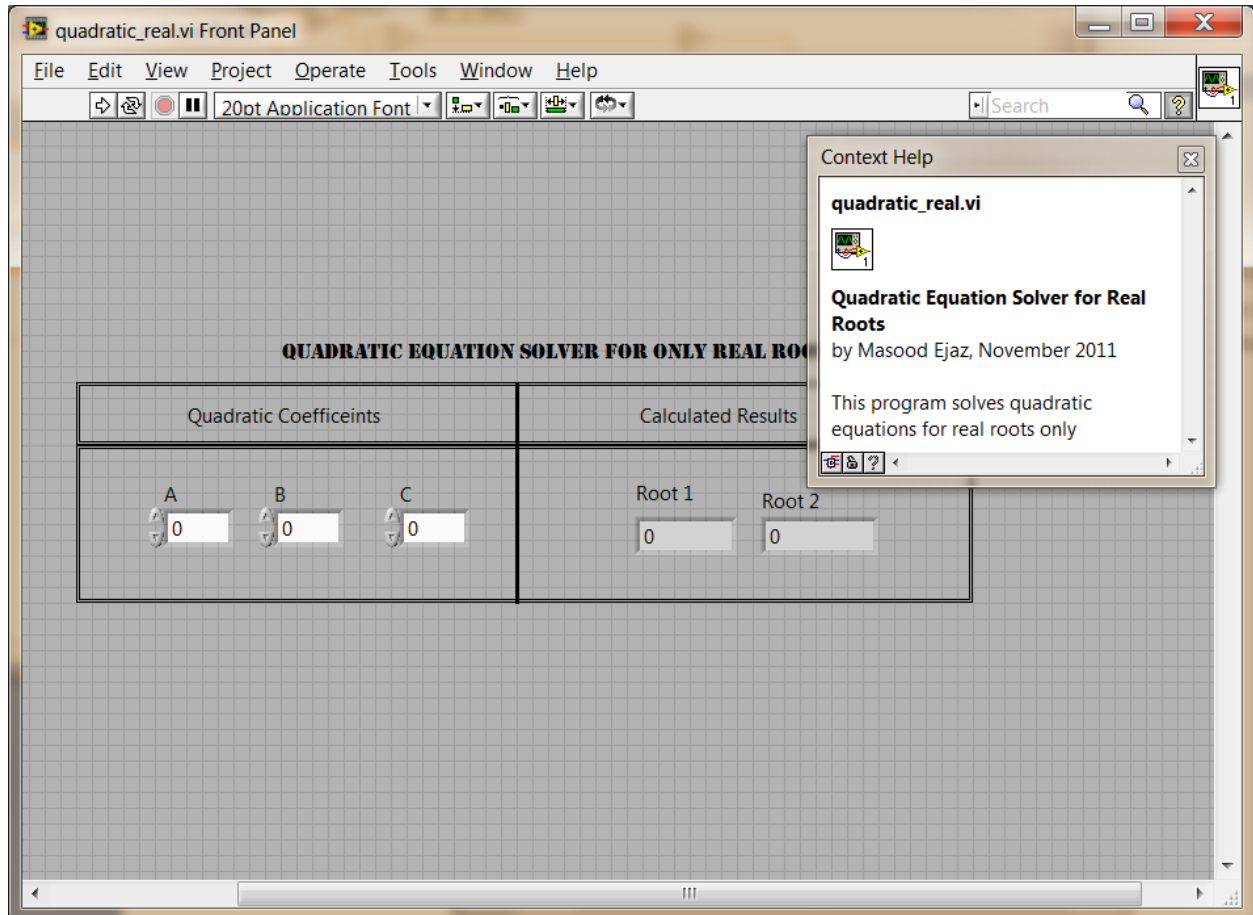 quadratic_real.vi Front Panel
File Edit View Project Operate Tools Window Help
20pt Application Font
Search
1
Context Help
quadratic_real.vi
1
Quadratic Equation Solver for Real
Roots
by Masood Ejaz, November 2011
This program solves quadratic
equations for real roots only
QUADRATIC EQUATION SOLVER FOR ONLY REAL
Quadratic Coefficeints
Calculated Results
A B C
Root 1 Root 2
0 0 0
0 0